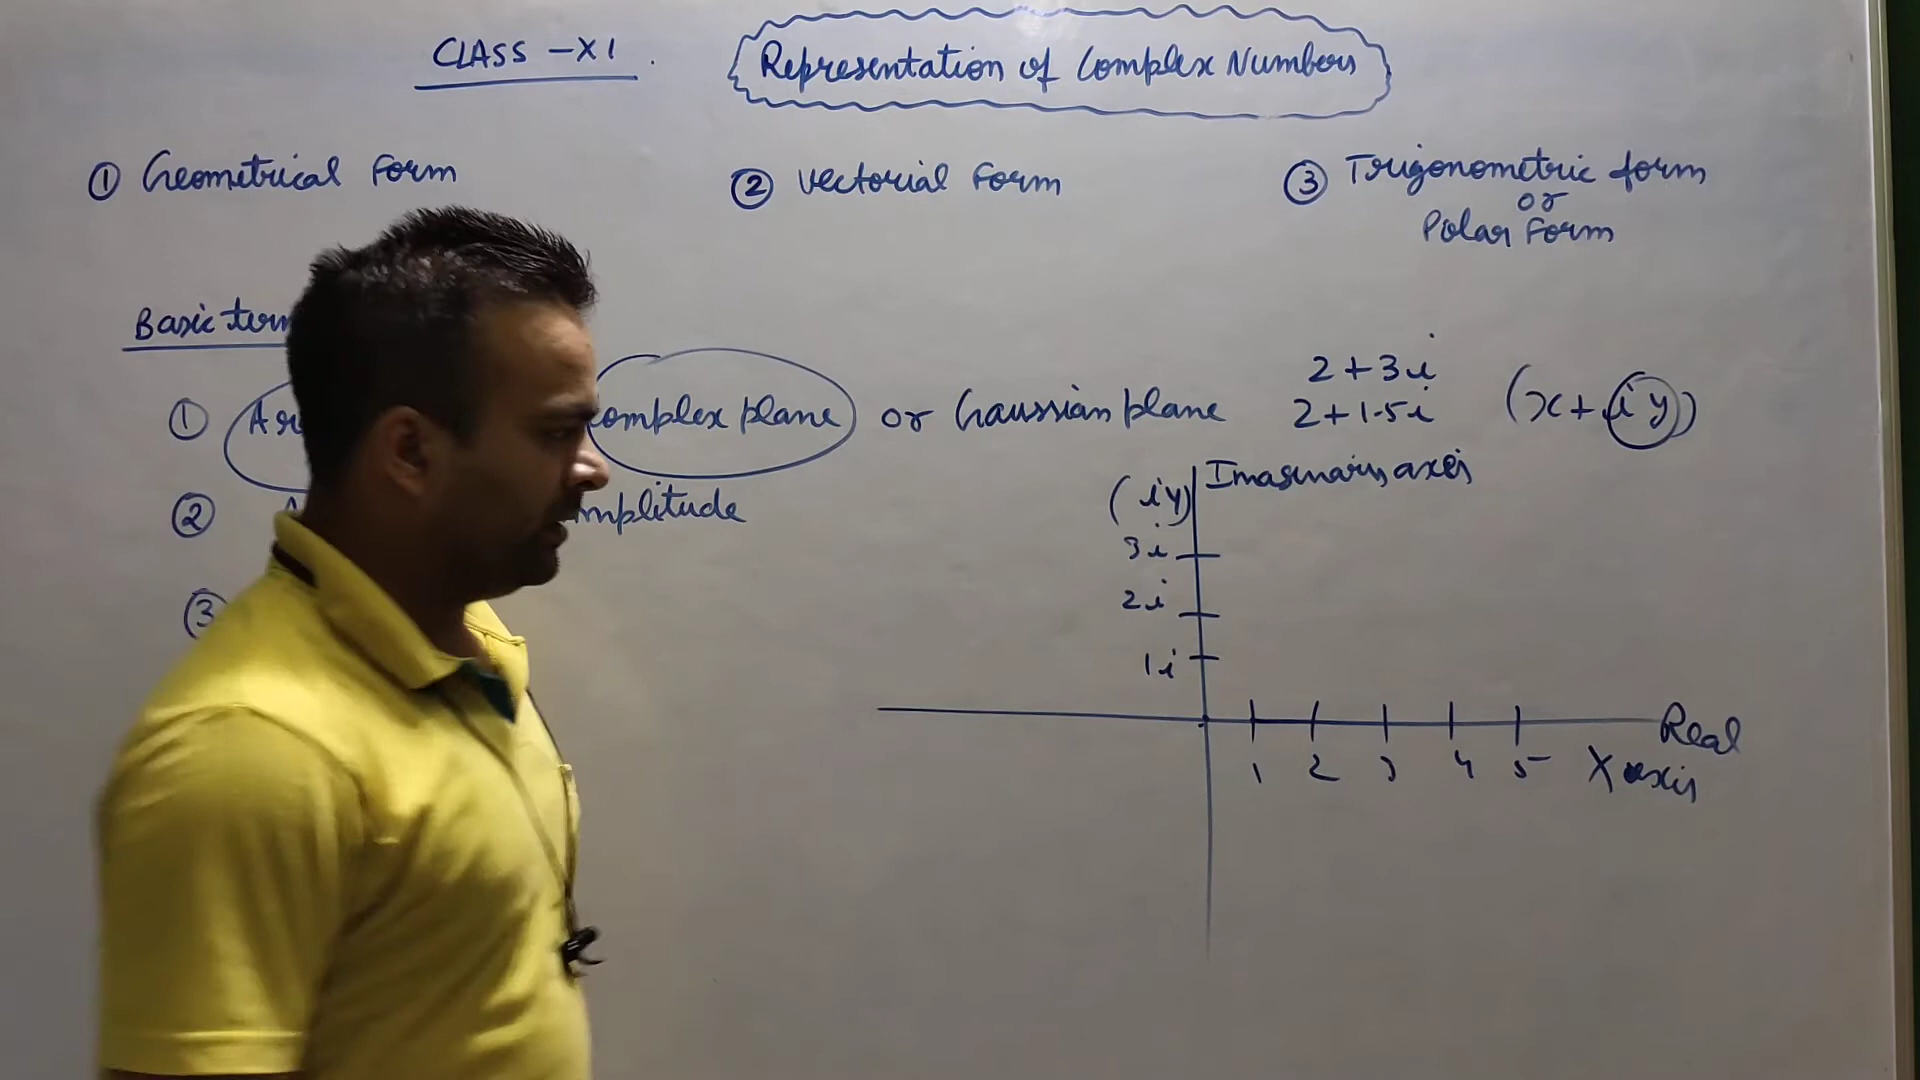 CLASS - XI.
Representation of Complex Numbers
① Geometrical Form
② Vectorial Form
③ Trigonometric form
or
Polar Form
Basic
① complex plane or Gaussian plane
2 + 3i
2 + 1.5i
(x + iy)
② mplitude
③
(iy) Imaginary axis
3i
2i
1i
Real
1 2 3 4 5 X axis